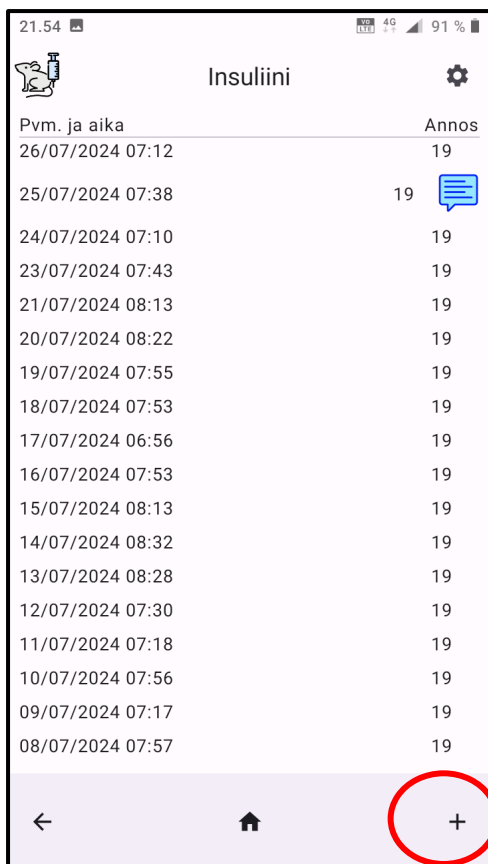 21.54 VO LTE 4G 91 %
Insuliini
Pvm. ja aika Annos
26/07/2024 07:12 19
25/07/2024 07:38 19
24/07/2024 07:10 19
23/07/2024 07:43 19
21/07/2024 08:13 19
20/07/2024 08:22 19
19/07/2024 07:55 19
18/07/2024 07:53 19
17/07/2024 06:56 19
16/07/2024 07:53 19
15/07/2024 08:13 19
14/07/2024 08:32 19
13/07/2024 08:28 19
12/07/2024 07:30 19
11/07/2024 07:18 19
10/07/2024 07:56 19
09/07/2024 07:17 19
08/07/2024 07:57 19